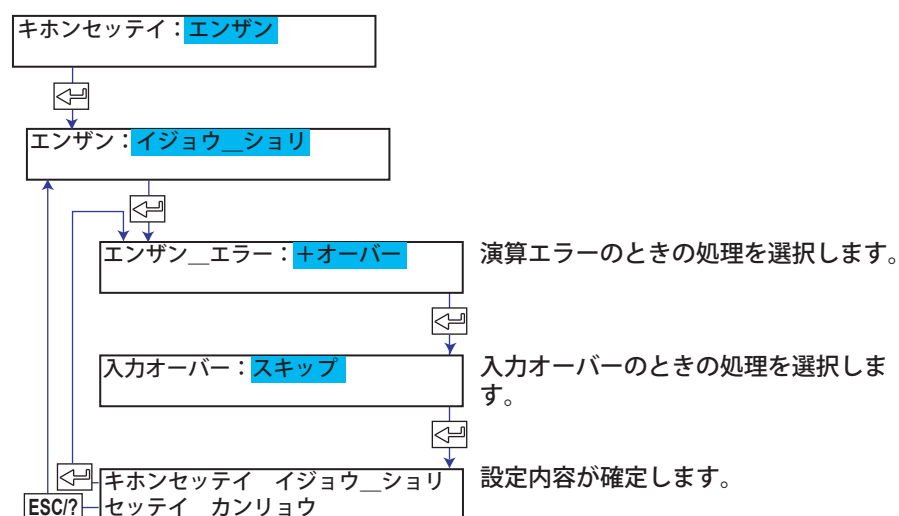 キホンセッテイ：エンザン
エンザン：イジョウ＿ショリ
エンザン＿エラー：＋オーバー
演算エラーのときの処理を選択します。
入力オーバー：スキップ
入力オーバーのときの処理を選択しま
す。
キホンセッテイ　イジョウ＿ショリ
設定内容が確定します。
ESC/?
セッテイ　カンリョウ